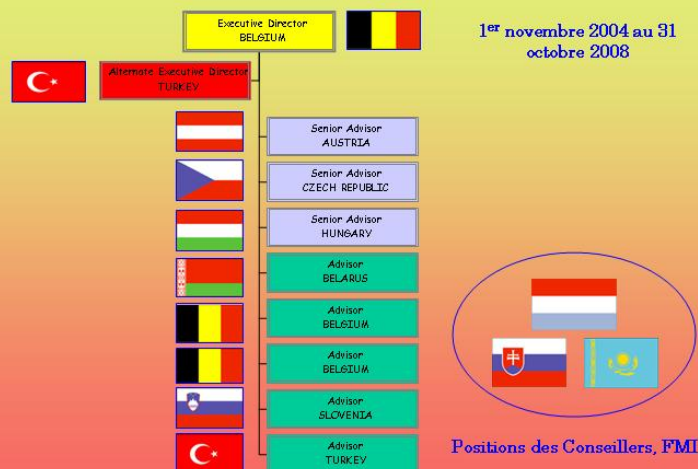 Executive Director
BELGIUM
1er novembre 2004 au 31
octobre 2008
Alternate Executive Director
TURKEY
Senior Advisor
AUSTRIA
Senior Advisor
CZECH REPUBLIC
Senior Advisor
HUNGARY
Advisor
BELARUS
Advisor
BELGIUM
Advisor
BELGIUM
Advisor
SLOVENIA
Advisor
TURKEY
Positions des Conseillers, FMI